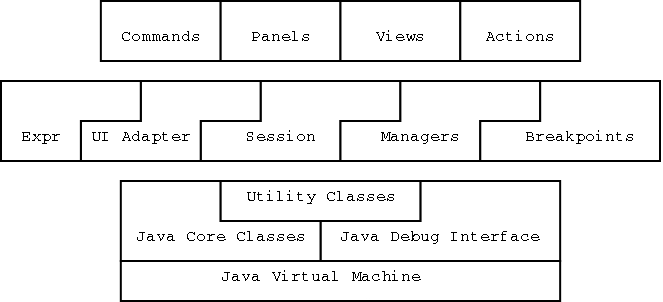 Commands Panels Views Actions
Expr UI Adapter Session Managers Breakpoints
Utility Classes
Java Core Classes Java Debug Interface
Java Virtual Machine